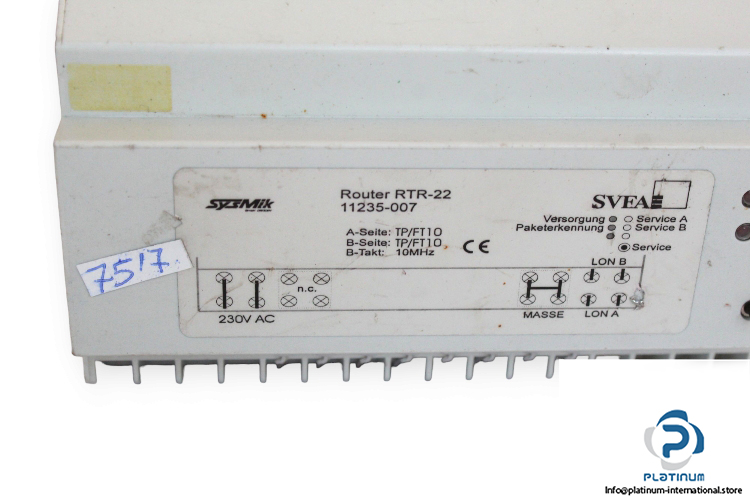 SysMik
Router RTR-22
11235-007
SVEA
A-Seite: TP/FT10
B-Seite: TP/FT10
B-Takt: 10MHz
CE
Versorgung Service A
Paketerkennung Service B
Service
LON B
n.c.
230V AC
MASSE
LON A
7517
PLATINUM
Info@platinum-international.store